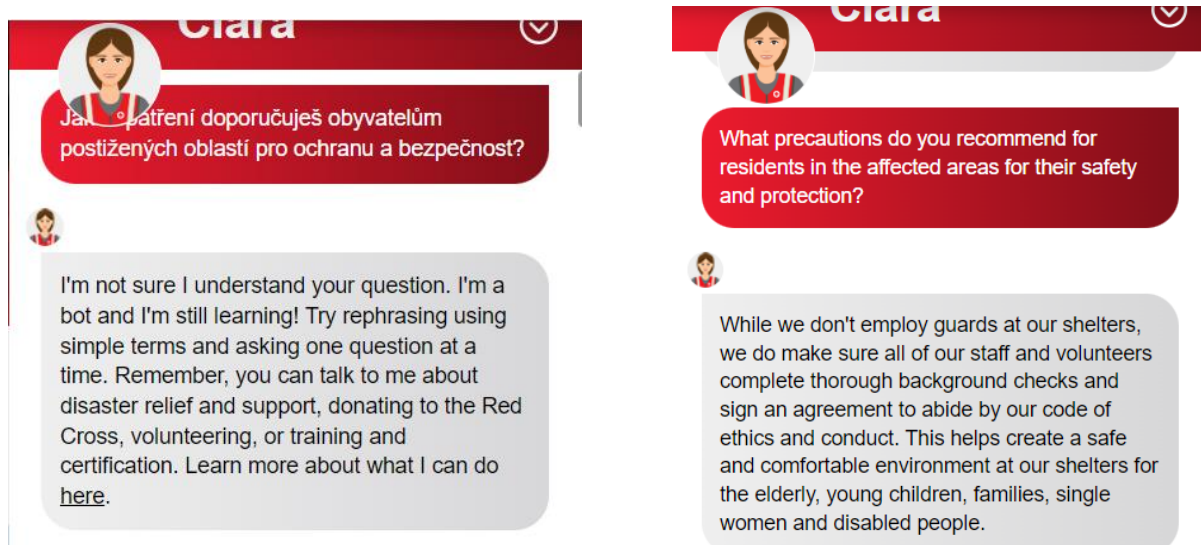 Clara
patření doporučuješ obyvatelům
postižených oblastí pro ochranu a bezpečnost?
I'm not sure I understand your question. I'm a
bot and I'm still learning! Try rephrasing using
simple terms and asking one question at a
time. Remember, you can talk to me about
disaster relief and support, donating to the Red
Cross, volunteering, or training and
certification. Learn more about what I can do
here.
Clara
What precautions do you recommend for
residents in the affected areas for their safety
and protection?
While we don't employ guards at our shelters,
we do make sure all of our staff and volunteers
complete thorough background checks and
sign an agreement to abide by our code of
ethics and conduct. This helps create a safe
and comfortable environment at our shelters for
the elderly, young children, families, single
women and disabled people.